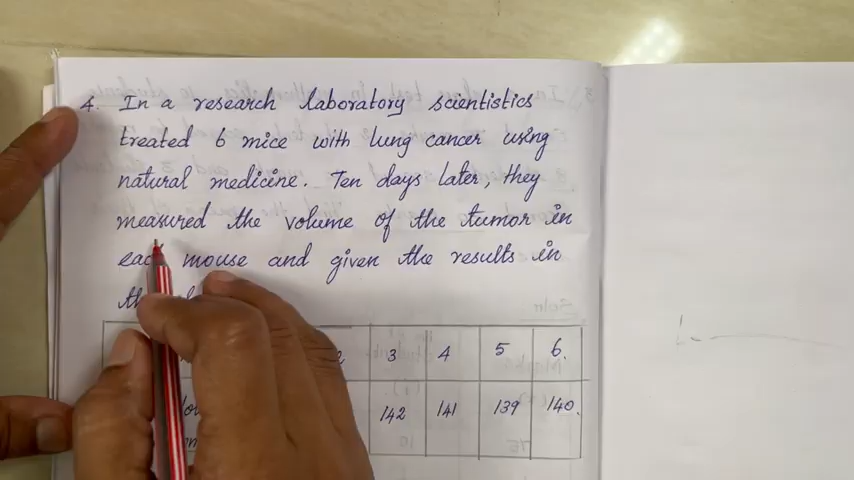 4. In a research laboratory scientistics
treated 6 mice with lung cancer using
natural medicine. Ten days later, they
measured the volume of the tumor in
mouse and given the results in
3 4 5 6.
142 141 139 140.